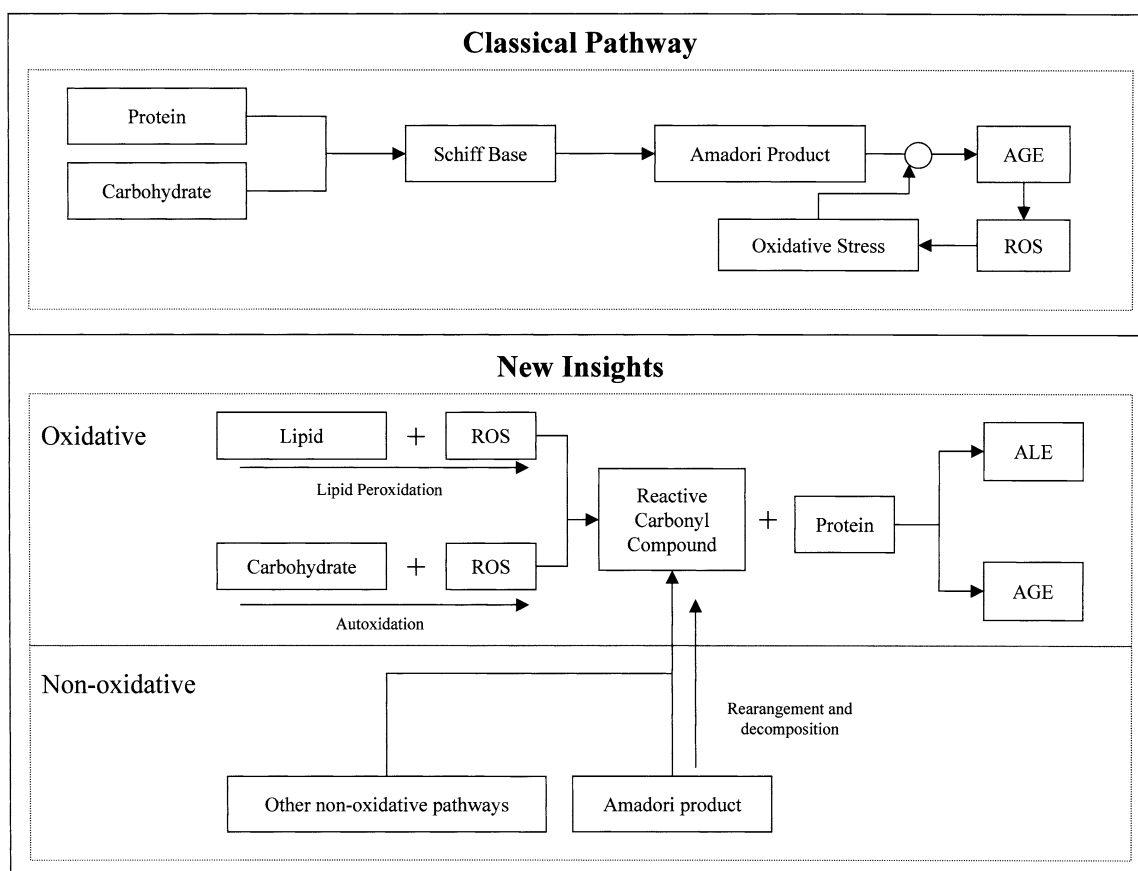 Classical Pathway
Protein
Carbohydrate
Schiff Base
Amadori Product
AGE
Oxidative Stress
ROS
New Insights
Oxidative
Lipid
+
ROS
Lipid Peroxidation
Carbohydrate
+
ROS
Autoxidation
Reactive
Carbonyl
Compound
+
Protein
ALE
AGE
Non-oxidative
Rearangement and
decomposition
Other non-oxidative pathways
Amadori product